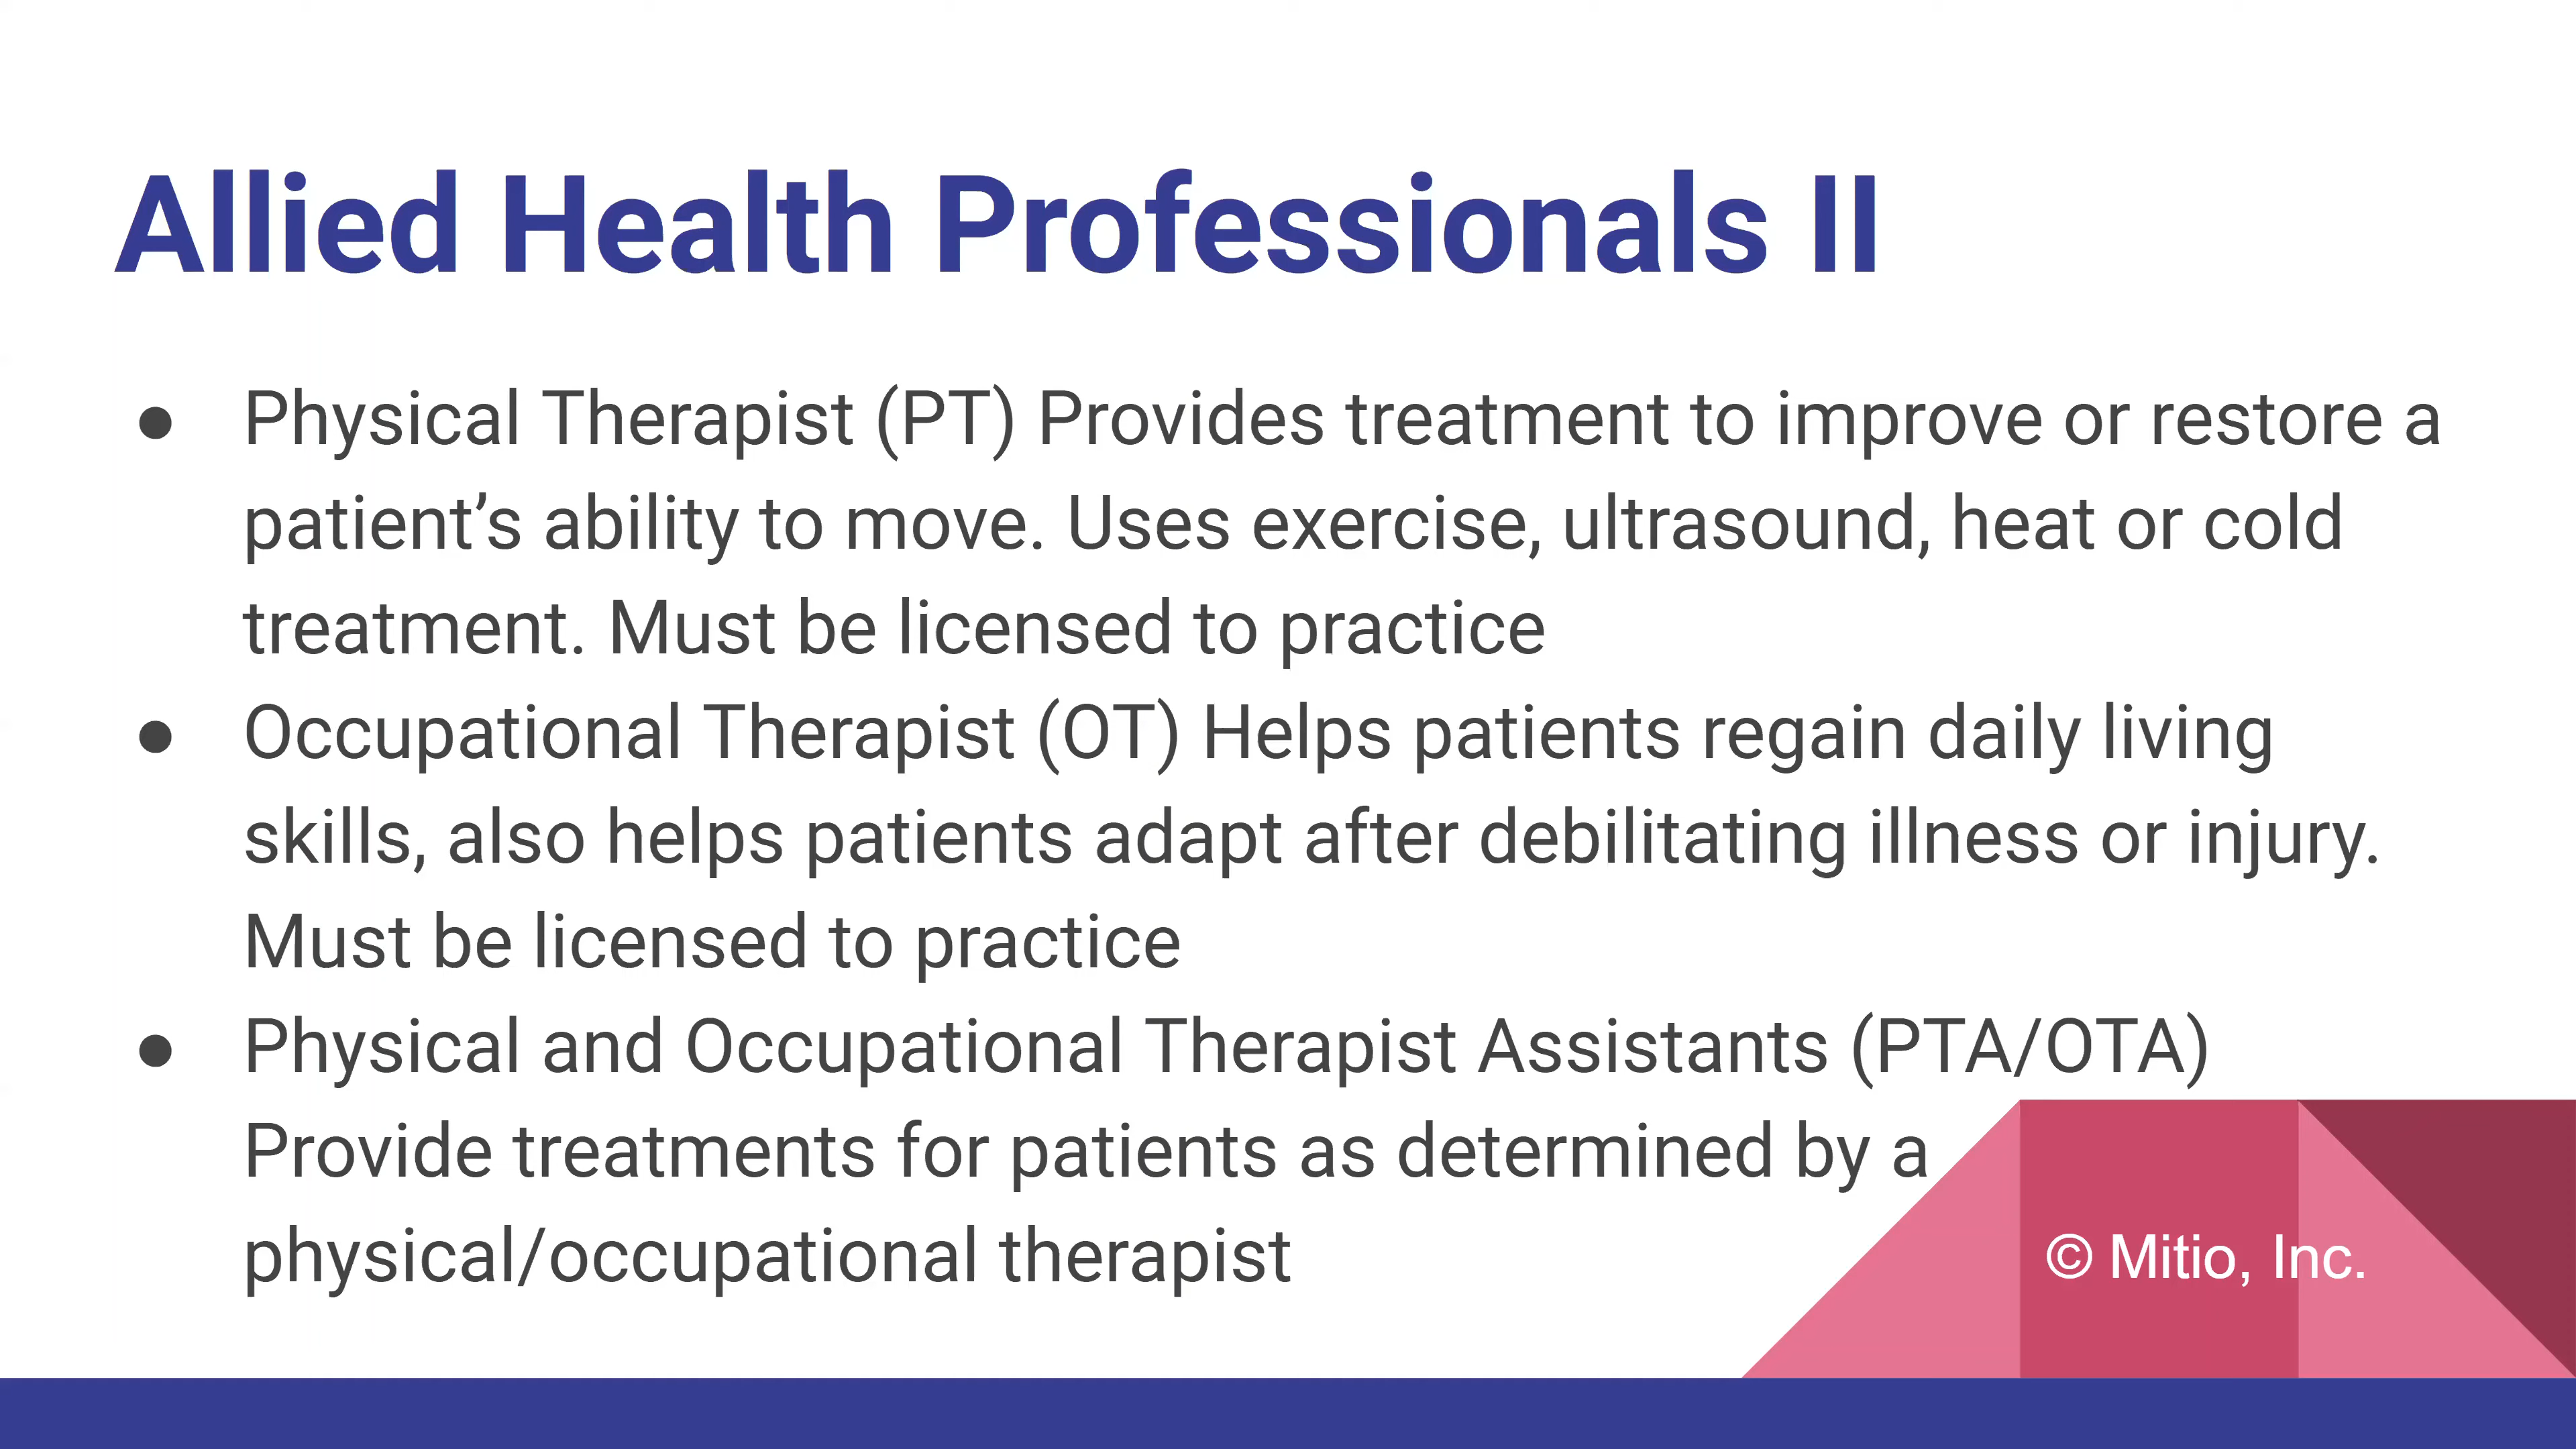 Allied Health Professionals II
● Physical Therapist (PT) Provides treatment to improve or restore a
patient’s ability to move. Uses exercise, ultrasound, heat or cold
treatment. Must be licensed to practice
● Occupational Therapist (OT) Helps patients regain daily living
skills, also helps patients adapt after debilitating illness or injury.
Must be licensed to practice
● Physical and Occupational Therapist Assistants (PTA/OTA)
Provide treatments for patients as determined by a
physical/occupational therapist
© Mitio, Inc.